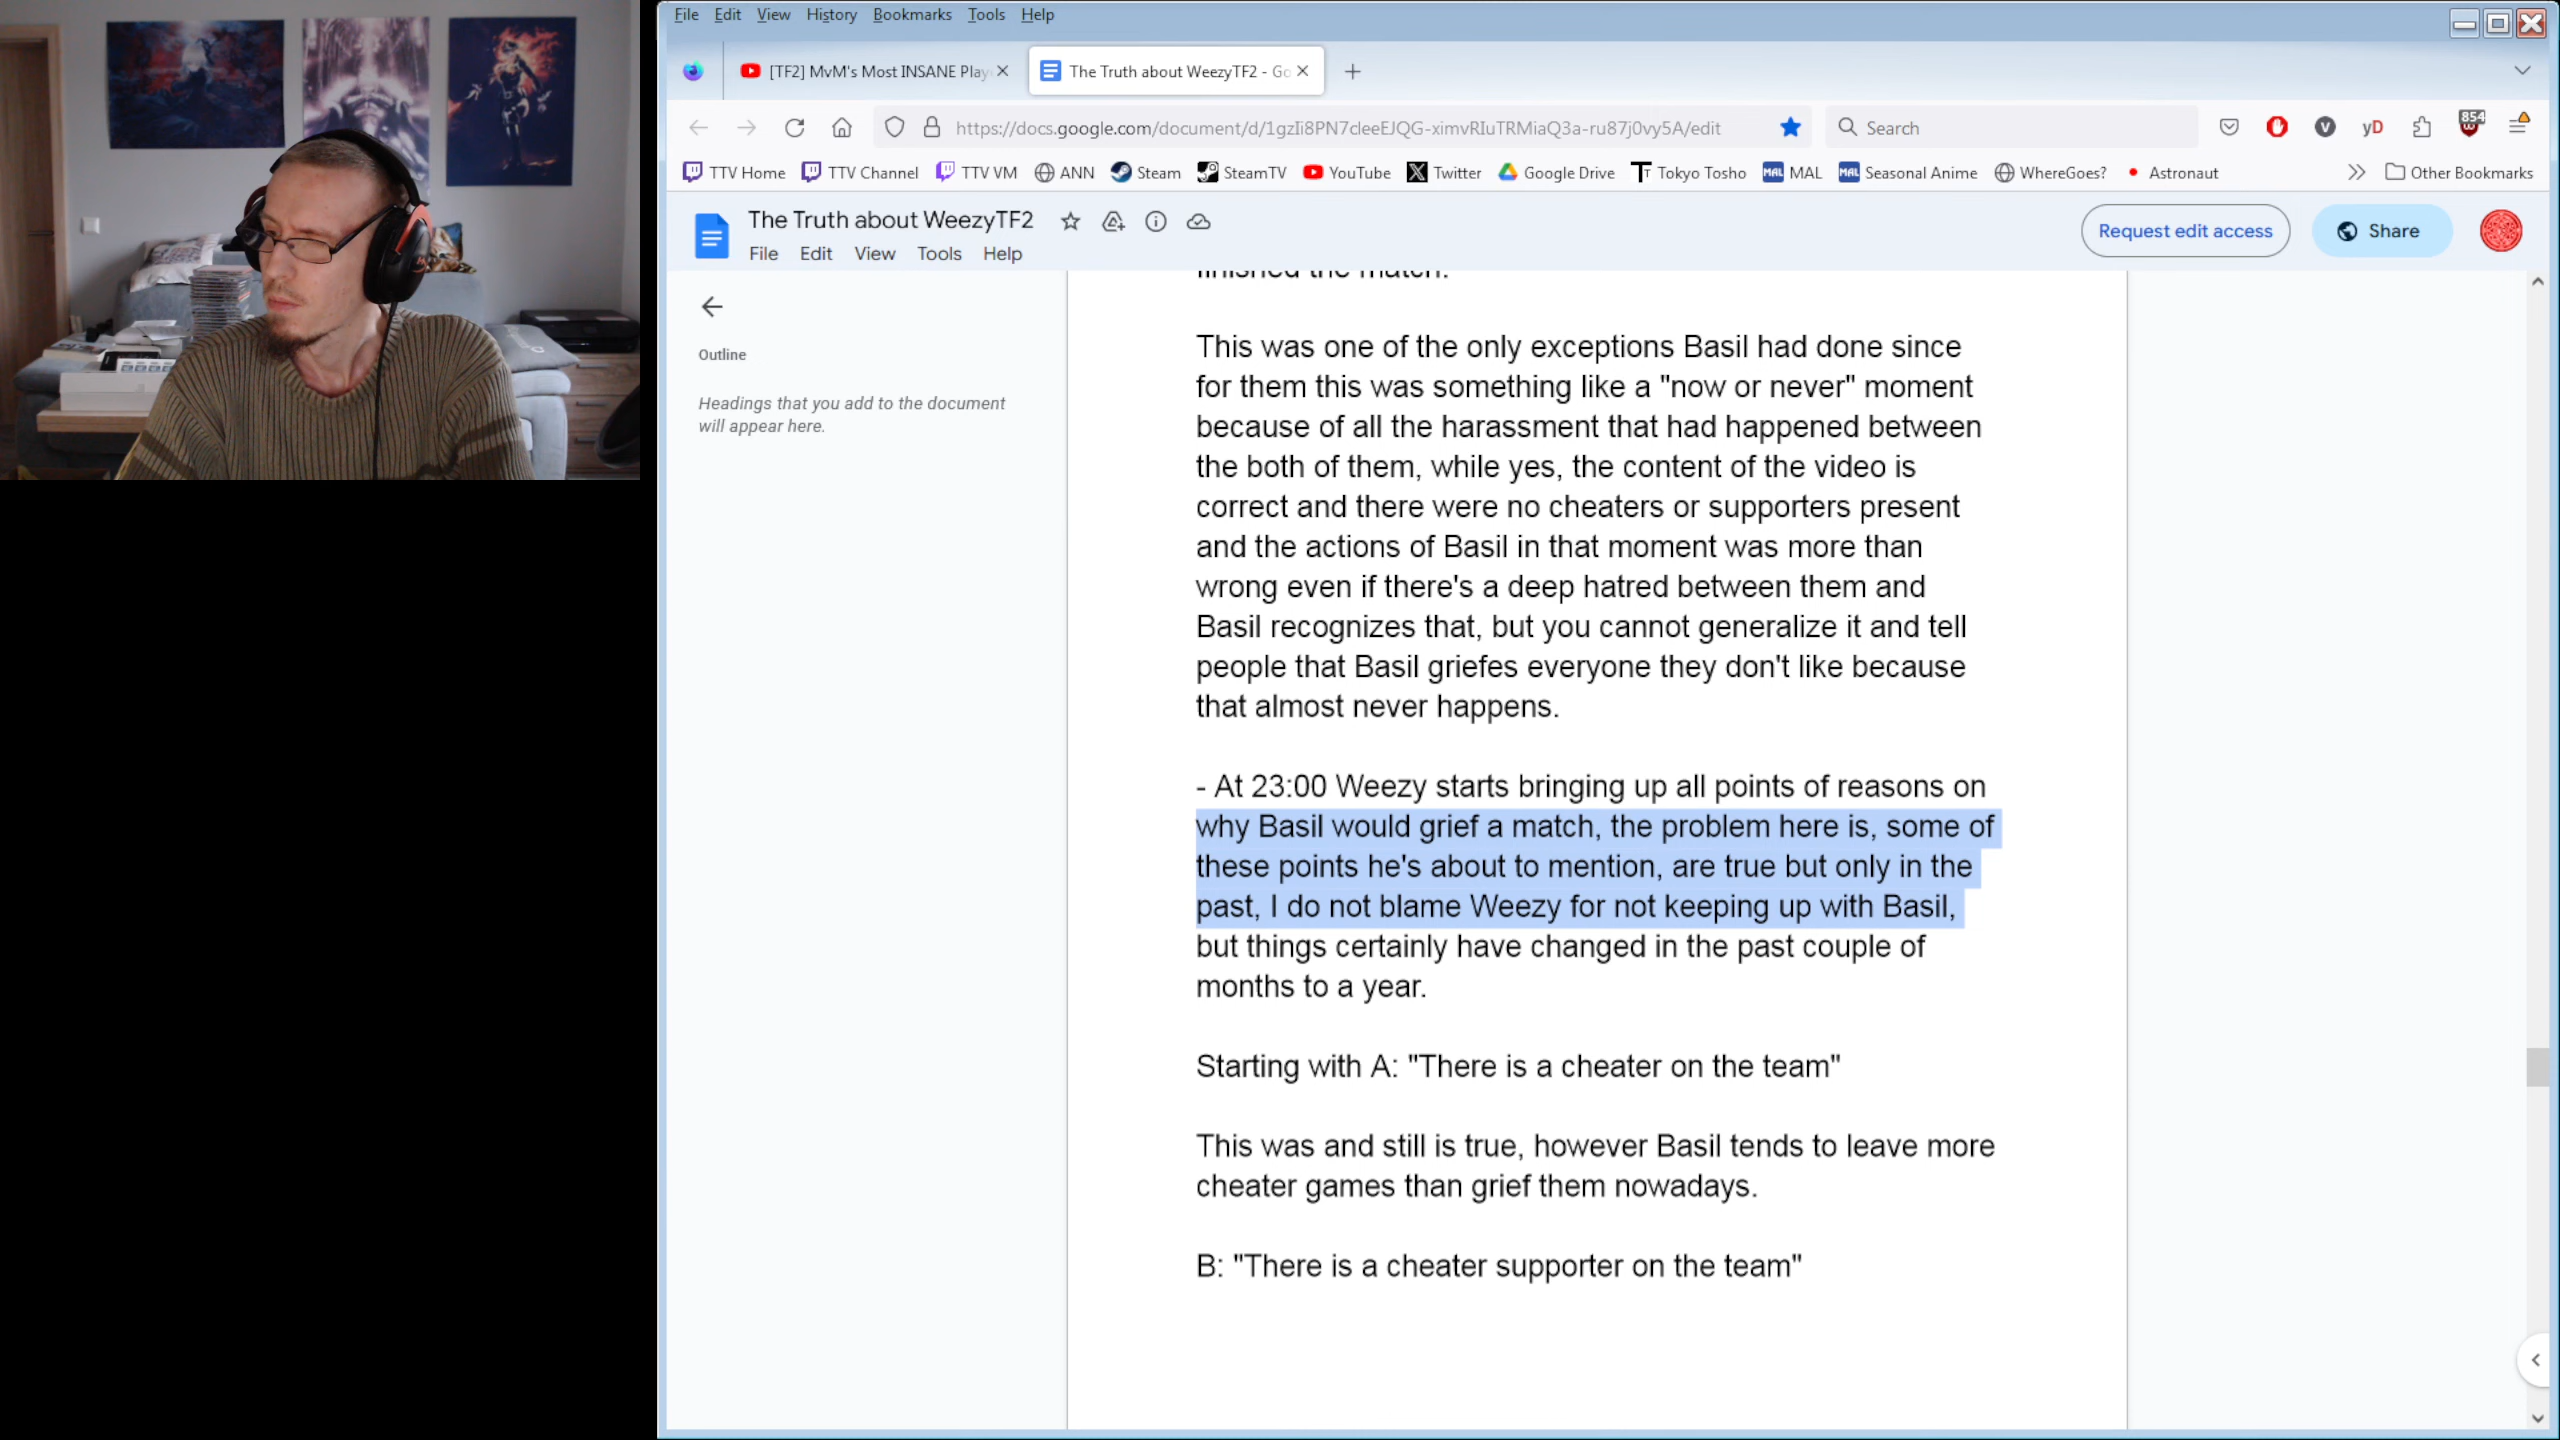 File Edit View History Bookmarks Tools Help
[TF2] MvM's Most INSANE Play
The Truth about WeezyTF2 - Go
https://docs.google.com/document/d/1gzIi8PN7cleeEJQG-ximvRIuTRMiaQ3a-ru87j0vy5A/edit
Search
854
TTV Home TTV Channel TTV VM ANN Steam SteamTV YouTube Twitter Google Drive Tokyo Tosho MAL Seasonal Anime WhereGoes? Astronaut Other Bookmarks
The Truth about WeezyTF2
File Edit View Tools Help
Request edit access
Share
Outline
Headings that you add to the document
will appear here.
finished the match.
This was one of the only exceptions Basil had done since
for them this was something like a "now or never" moment
because of all the harassment that had happened between
the both of them, while yes, the content of the video is
correct and there were no cheaters or supporters present
and the actions of Basil in that moment was more than
wrong even if there's a deep hatred between them and
Basil recognizes that, but you cannot generalize it and tell
people that Basil griefes everyone they don't like because
that almost never happens.
- At 23:00 Weezy starts bringing up all points of reasons on
why Basil would grief a match, the problem here is, some of
these points he's about to mention, are true but only in the
past, I do not blame Weezy for not keeping up with Basil,
but things certainly have changed in the past couple of
months to a year.
Starting with A: "There is a cheater on the team"
This was and still is true, however Basil tends to leave more
cheater games than grief them nowadays.
B: "There is a cheater supporter on the team"